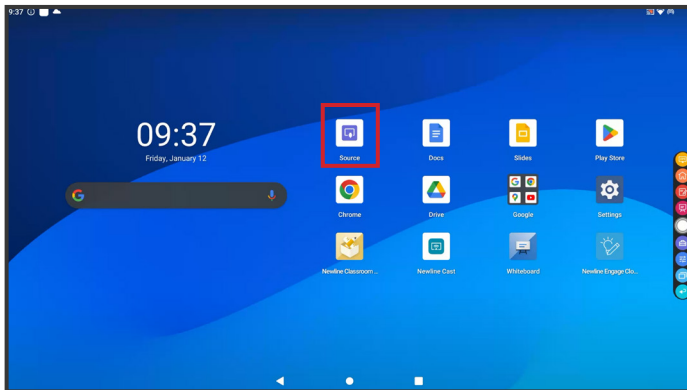 9:37
09:37
Friday, January 12
Source
Docs
Slides
Play Store
Chrome
Drive
Google
Settings
Newline Classroom ...
Newline Cast
Whiteboard
Newline Engage Clo...